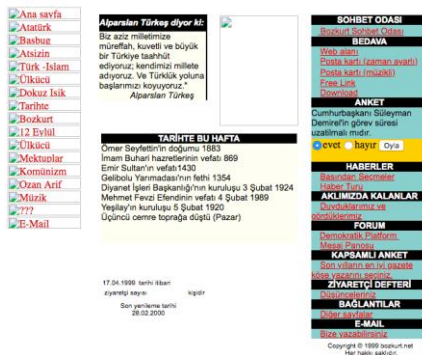 Ana sayfa
Atatürk
Basbug
Atsizin
Türk -Islam
Ülkücü
Dokuz Isik
Tarihte
Bozkurt
12 Eylül
Ülkücü
Mektuplar
Komünizm
Ozan Arif
Müzik
???
E-Mail
Alparslan Türkeş diyor ki:
Biz aziz milletimize
müreffah, kuvetli ve büyük
bir Türkiye taahhüt
ediyoruz; kendimizi millete
adıyoruz. Ve Türklük yoluna
başlarımızı koyuyoruz."
Alparslan Türkeş
TARİHTE BU HAFTA
Ömer Seyfettin'in doğumu 1883
İmam Buhari hazretlerinin vefatı 869
Emir Sultan'ın vefatı1430
Gelibolu Yarımadası'nın fethi 1354
Diyanet İşleri Başkanlığı'nın kuruluşu 3 Şubat 1924
Mehmet Fevzi Efendinin vefatı 4 Şubat 1989
Yeşilay'ın kuruluşu 5 Şubat 1920
Üçüncü cemre toprağa düştü (Pazar)
17.04.1999 tarihi itibari
ziyaretçi sayısı kişidir
Son yenileme tarihi
28.02.2000
SOHBET ODASI
Bozkurt Sohbet Odası
BEDAVA
Web alanı
Posta kartı (zaman ayarlı)
Posta kartı (müzikli)
Free Link
Download
ANKET
Cumhurbaşkanı Süleyman
Demirel'in görev süresi
uzatılmalı mıdır.
evet hayır Oyla
HABERLER
Basından Seçmeler
Haber Turu
AKLIMIZDA KALANLAR
Duyduklarımız ve
gördüklerimiz
FORUM
Demokratik Platform
Mesaj Panosu
KAPSAMLI ANKET
Son yılların en iyi gazete
köşe yazarını seçiniz.
ZİYARETÇİ DEFTERİ
Düşünceleriniz
BAĞLANTILAR
Diğer sayfalar
E-MAIL
Bize yazabilirsiniz
Copyright © 1999 bozkurt.net
Her hakkı saklıdır.